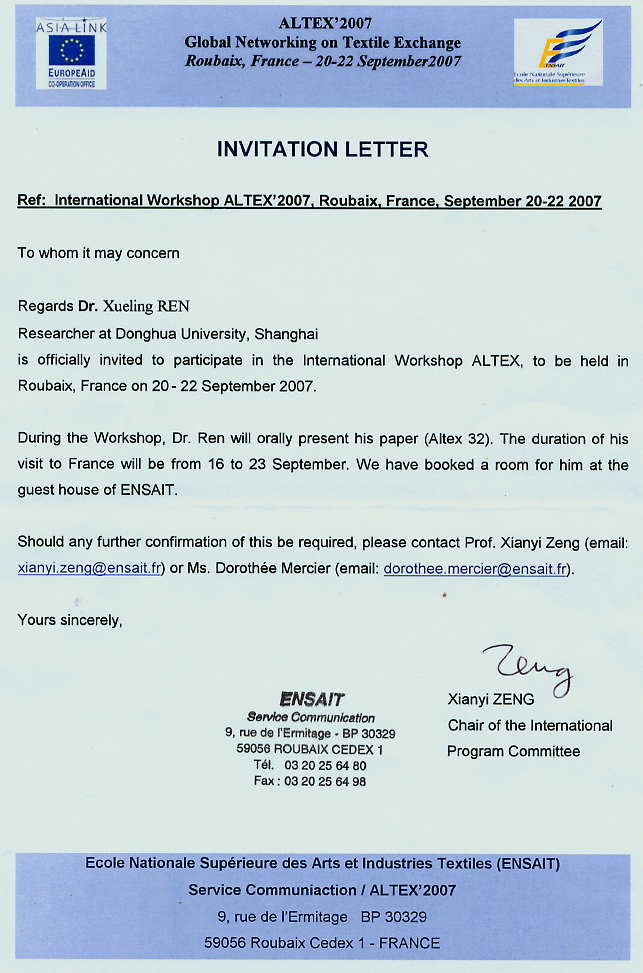 ASIA LINK
EUROPEAID
CO-OPERATION OFFICE
ALTEX'2007
Global Networking on Textile Exchange
Roubaix, France – 20-22 September2007
ENSAIT
Ecole Nationale Supérieure
des Arts et Industries Textiles
INVITATION LETTER
Ref: International Workshop ALTEX'2007, Roubaix, France, September 20-22 2007
To whom it may concern
Regards Dr. Xueling REN
Researcher at Donghua University, Shanghai
is officially invited to participate in the International Workshop ALTEX, to be held in
Roubaix, France on 20- 22 September 2007.
During the Workshop, Dr. Ren will orally present his paper (Altex 32). The duration of his
visit to France will be from 16 to 23 September. We have booked a room for him at the
guest house of ENSAIT.
Should any further confirmation of this be required, please contact Prof. Xianyi Zeng (email:
xianyi.zeng@ensait.fr) or Ms. Dorothée Mercier (email: dorothee.mercier@ensait.fr).
Yours sincerely,
Zeng
ENSAIT
Service Communication
9, rue de l'Ermitage - BP 30329
59056 ROUBAIX CEDEX 1
Tél. 03 20 25 64 80
Fax : 03 20 25 64 98
Xianyi ZENG
Chair of the International
Program Committee
Ecole Nationale Supérieure des Arts et Industries Textiles (ENSAIT)
Service Communiaction / ALTEX'2007
9, rue de l'Ermitage BP 30329
59056 Roubaix Cedex 1 - FRANCE